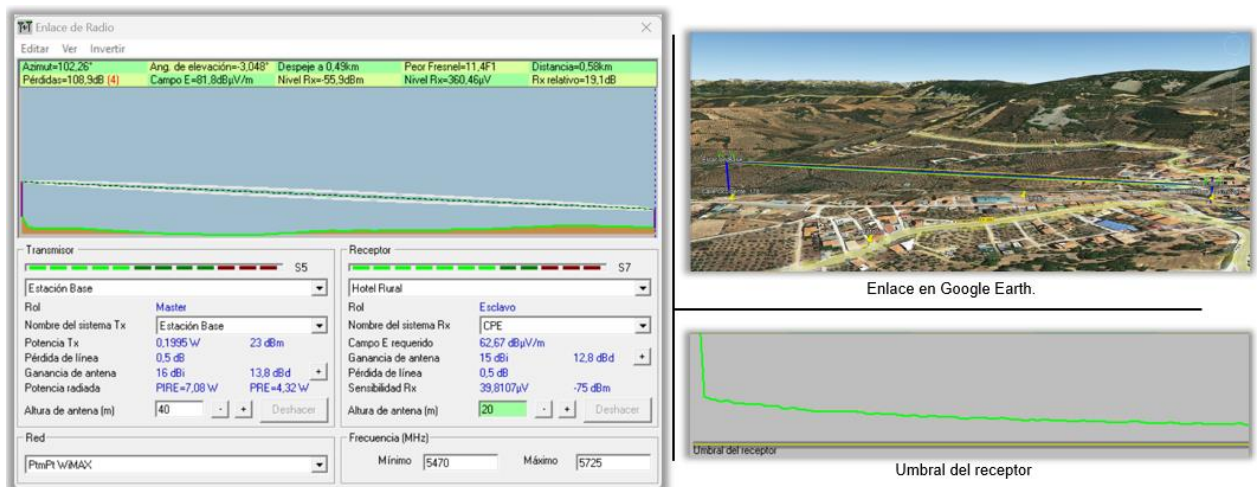 Enlace de Radio
Editar Ver Invertir
Azimut=102,26° Ang. de elevación=-3,048° Despeje a 0,49km Peor Fresnel=11,4F1 Distancia=0,58km
Pérdidas=108,9dB (4) Campo E=81,8dBµV/m Nivel Rx=-55,9dBm Nivel Rx=360,46µV Rx relativo=19,1dB
Transmisor
S5
Estación Base
Rol Master
Nombre del sistema Tx Estación Base
Potencia Tx 0,1995 W 23 dBm
Pérdida de línea 0,5 dB
Ganancia de antena 16 dBi 13,8 dBd +
Potencia radiada PIRE=7,08 W PRE=4,32 W
Altura de antena (m) 40 - + Deshacer
Receptor
S7
Hotel Rural
Rol Esclavo
Nombre del sistema Rx CPE
Campo E requerido 62,67 dBµV/m
Ganancia de antena 15 dBi 12,8 dBd +
Pérdida de línea 0,5 dB
Sensibilidad Rx 39,8107µV -75 dBm
Altura de antena (m) 20 - + Deshacer
Red
PtmPt WiMAX
Frecuencia (MHz)
Mínimo 5470 Máximo 5725
Enlace en Google Earth.
Umbral del receptor
Umbral del receptor